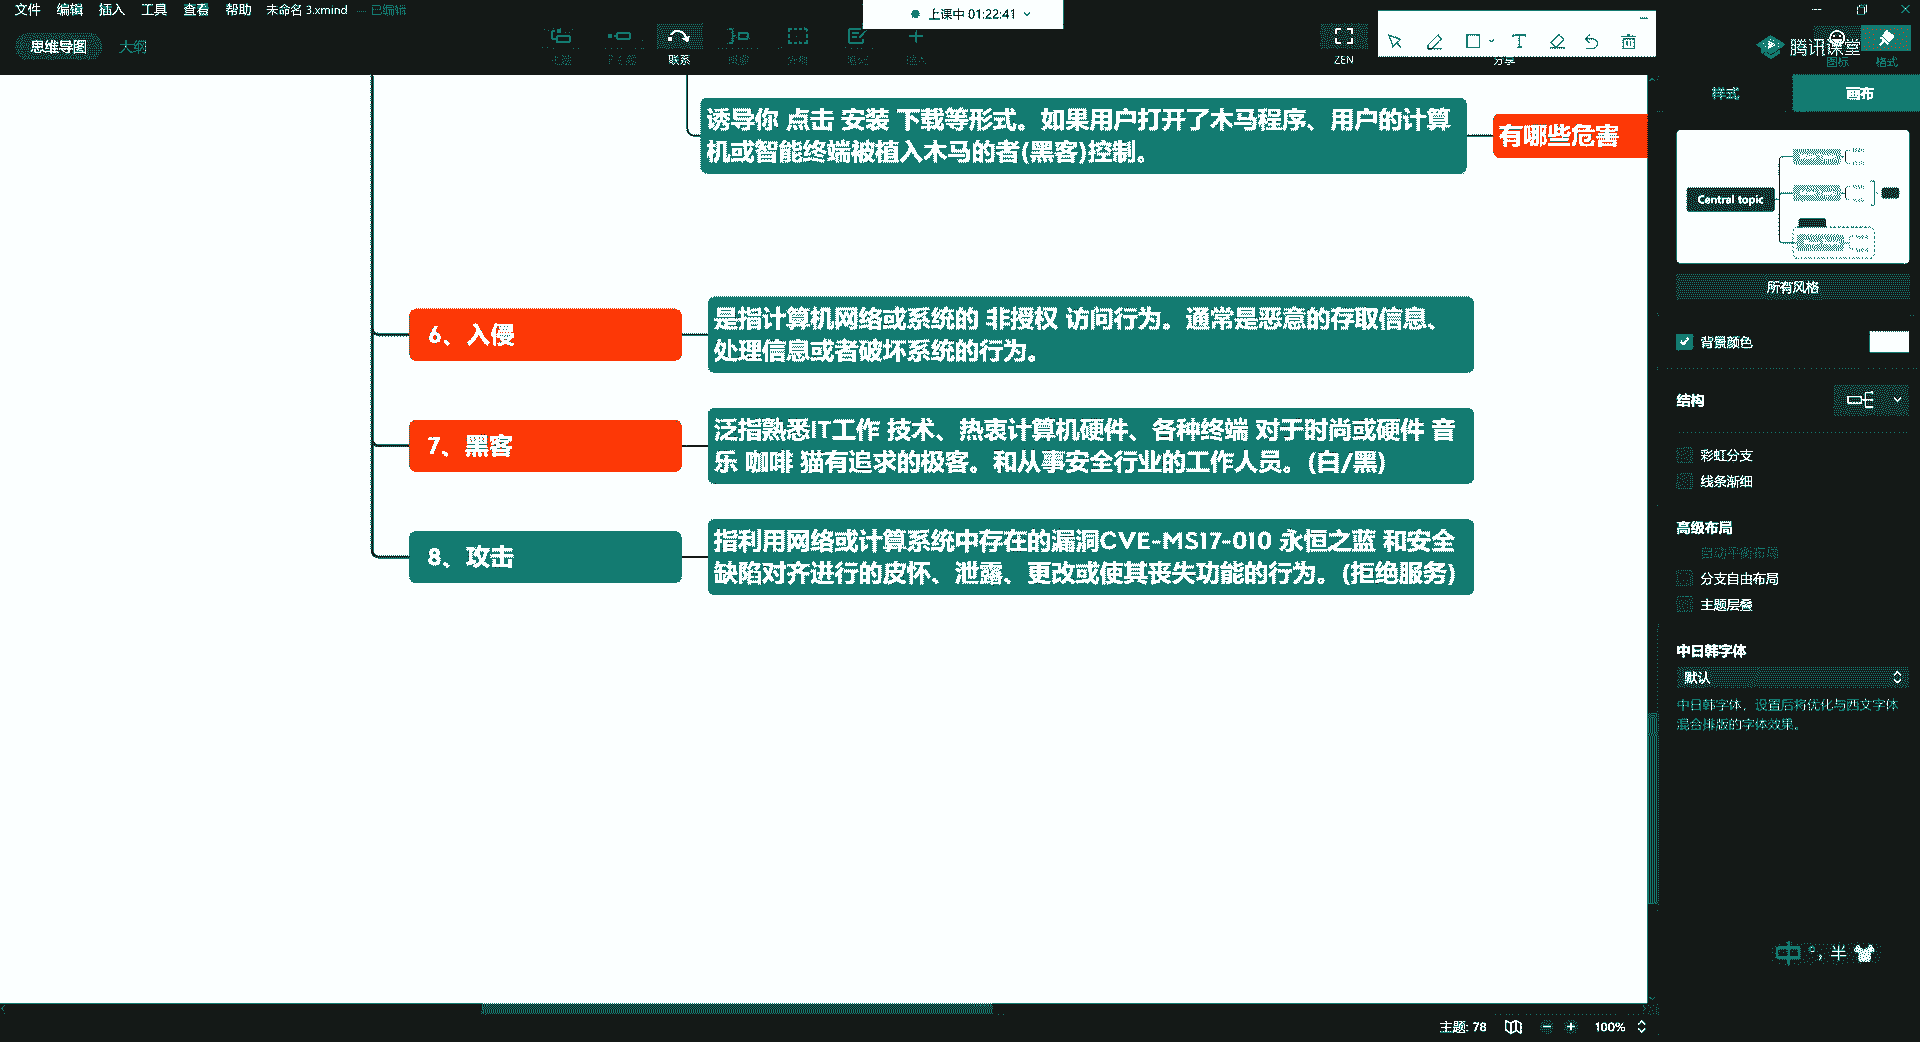 文件 编辑 插入 工具 查看 帮助 未命名 3.xmind — 已编辑
上课中 01:22:41
思维导图 大纲
联系
ZEN
分享
腾讯课堂
图标 格式
样式 画布
诱导你 点击 安装 下载等形式。如果用户打开了木马程序、用户的计算
机或智能终端被植入木马的者(黑客)控制。
有哪些危害
Central topic
所有风格
6、入侵
是指计算机网络或系统的 非授权 访问行为。通常是恶意的存取信息、
处理信息或者破坏系统的行为。
背景颜色
结构
7、黑客
泛指熟悉IT工作 技术、热衷计算机硬件、各种终端 对于时尚或硬件 音
乐 咖啡 猫有追求的极客。和从事安全行业的工作人员。(白/黑)
彩虹分支
线条渐细
高级布局
自动平衡布局
分支自由布局
主题层叠
8、攻击
指利用网络或计算系统中存在的漏洞CVE-MS17-010 永恒之蓝 和安全
缺陷对齐进行的皮怀、泄露、更改或使其丧失功能的行为。(拒绝服务)
中日韩字体
默认
中日韩字体，设置后将优化与西文字体
混合排版的字体效果。
中 °, 半
主题: 78 100%